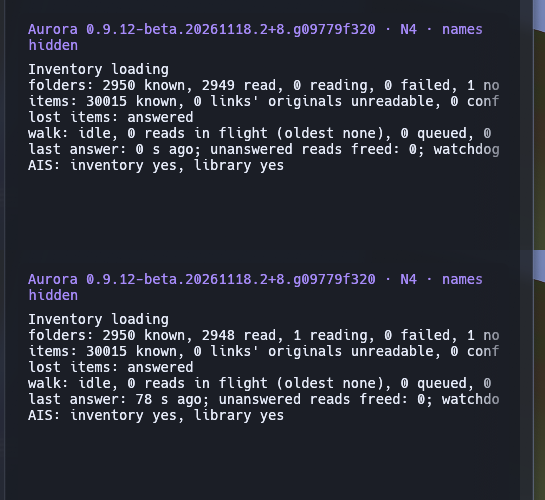 Aurora 0.9.12-beta.20261118.2+8.g09779f320 · N4 · names
hidden
Inventory loading
folders: 2950 known, 2949 read, 0 reading, 0 failed, 1 no
items: 30015 known, 0 links' originals unreadable, 0 conf
lost items: answered
walk: idle, 0 reads in flight (oldest none), 0 queued, 0
last answer: 0 s ago; unanswered reads freed: 0; watchdog
AIS: inventory yes, library yes
Aurora 0.9.12-beta.20261118.2+8.g09779f320 · N4 · names
hidden
Inventory loading
folders: 2950 known, 2948 read, 1 reading, 0 failed, 1 no
items: 30015 known, 0 links' originals unreadable, 0 conf
lost items: answered
walk: idle, 0 reads in flight (oldest none), 0 queued, 0
last answer: 78 s ago; unanswered reads freed: 0; watchdo
AIS: inventory yes, library yes